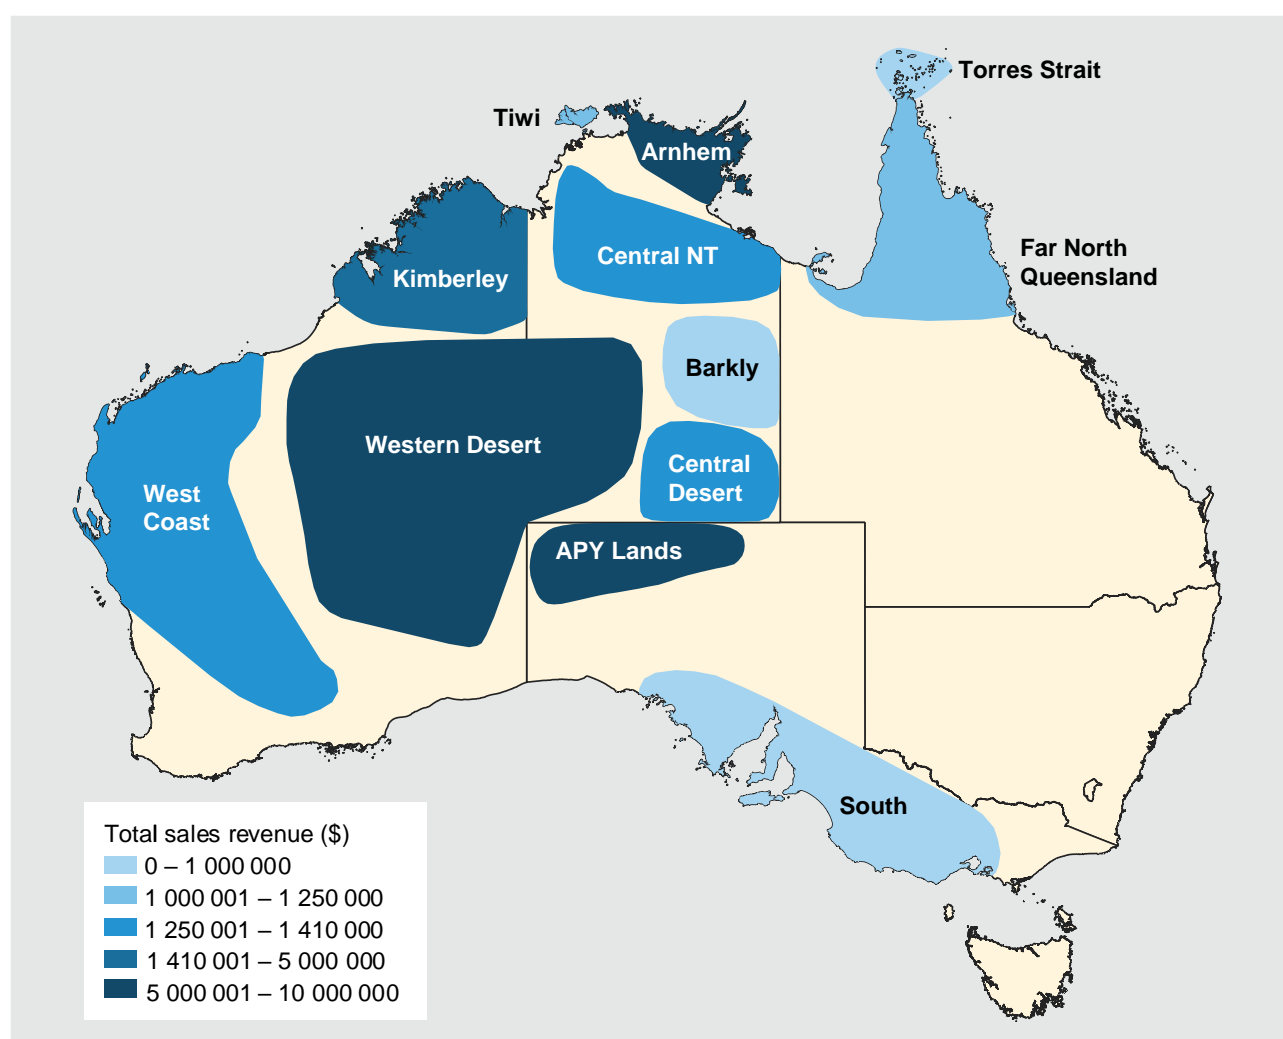 Torres Strait
Tiwi
Arnhem
Far North
Queensland
Central NT
Kimberley
Barkly
Western Desert
Central
Desert
West
Coast
APY Lands
South
Total sales revenue ($)
0 – 1 000 000
1 000 001 – 1 250 000
1 250 001 – 1 410 000
1 410 001 – 5 000 000
5 000 001 – 10 000 000